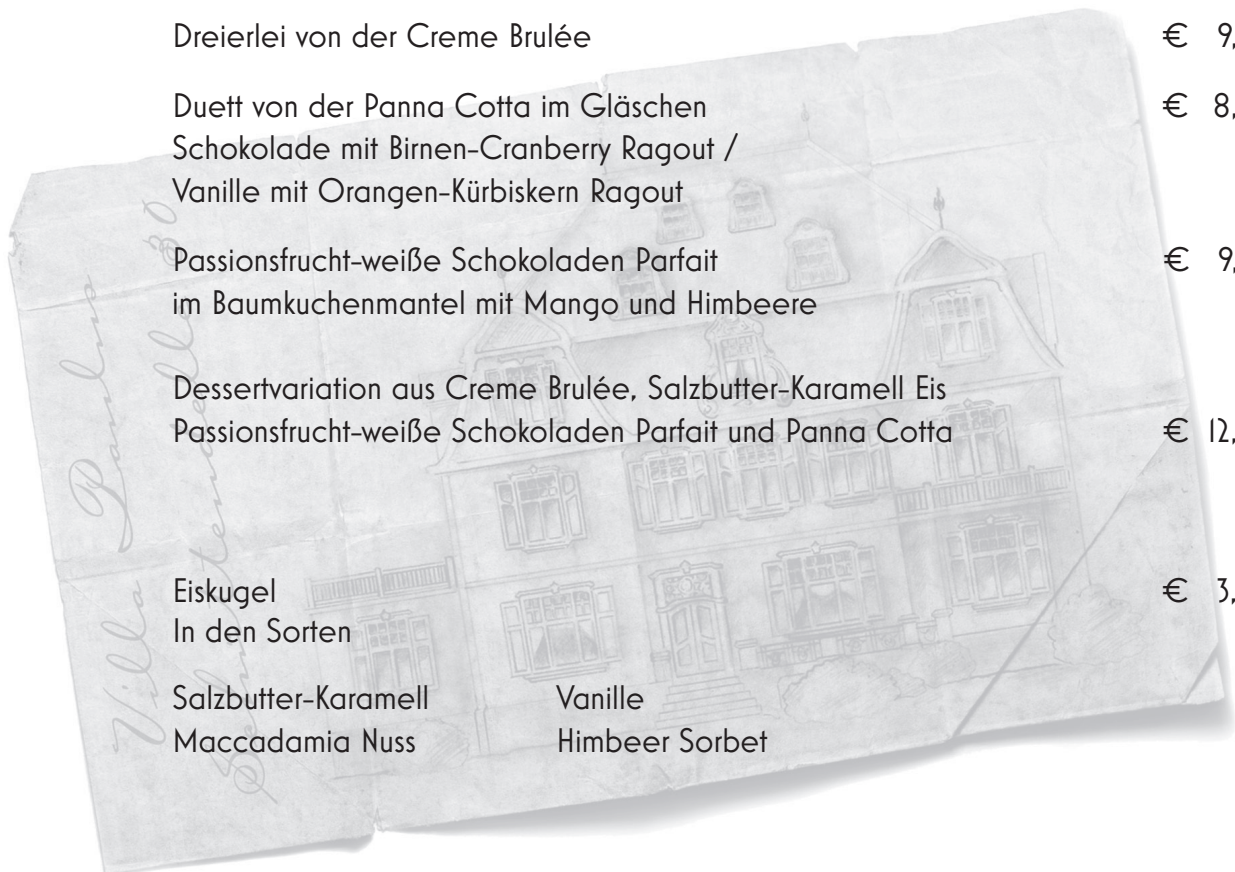 Dreierlei von der Creme Brulée € 9,
Duett von der Panna Cotta im Gläschen € 8,
Schokolade mit Birnen-Cranberry Ragout /
Vanille mit Orangen-Kürbiskern Ragout
Passionsfrucht-weiße Schokoladen Parfait € 9,
im Baumkuchenmantel mit Mango und Himbeere
Dessertvariation aus Creme Brulée, Salzbutter-Karamell Eis
Passionsfrucht-weiße Schokoladen Parfait und Panna Cotta € 12,
Eiskugel € 3,
In den Sorten
Salzbutter-Karamell Vanille
Maccadamia Nuss Himbeer Sorbet
Villa